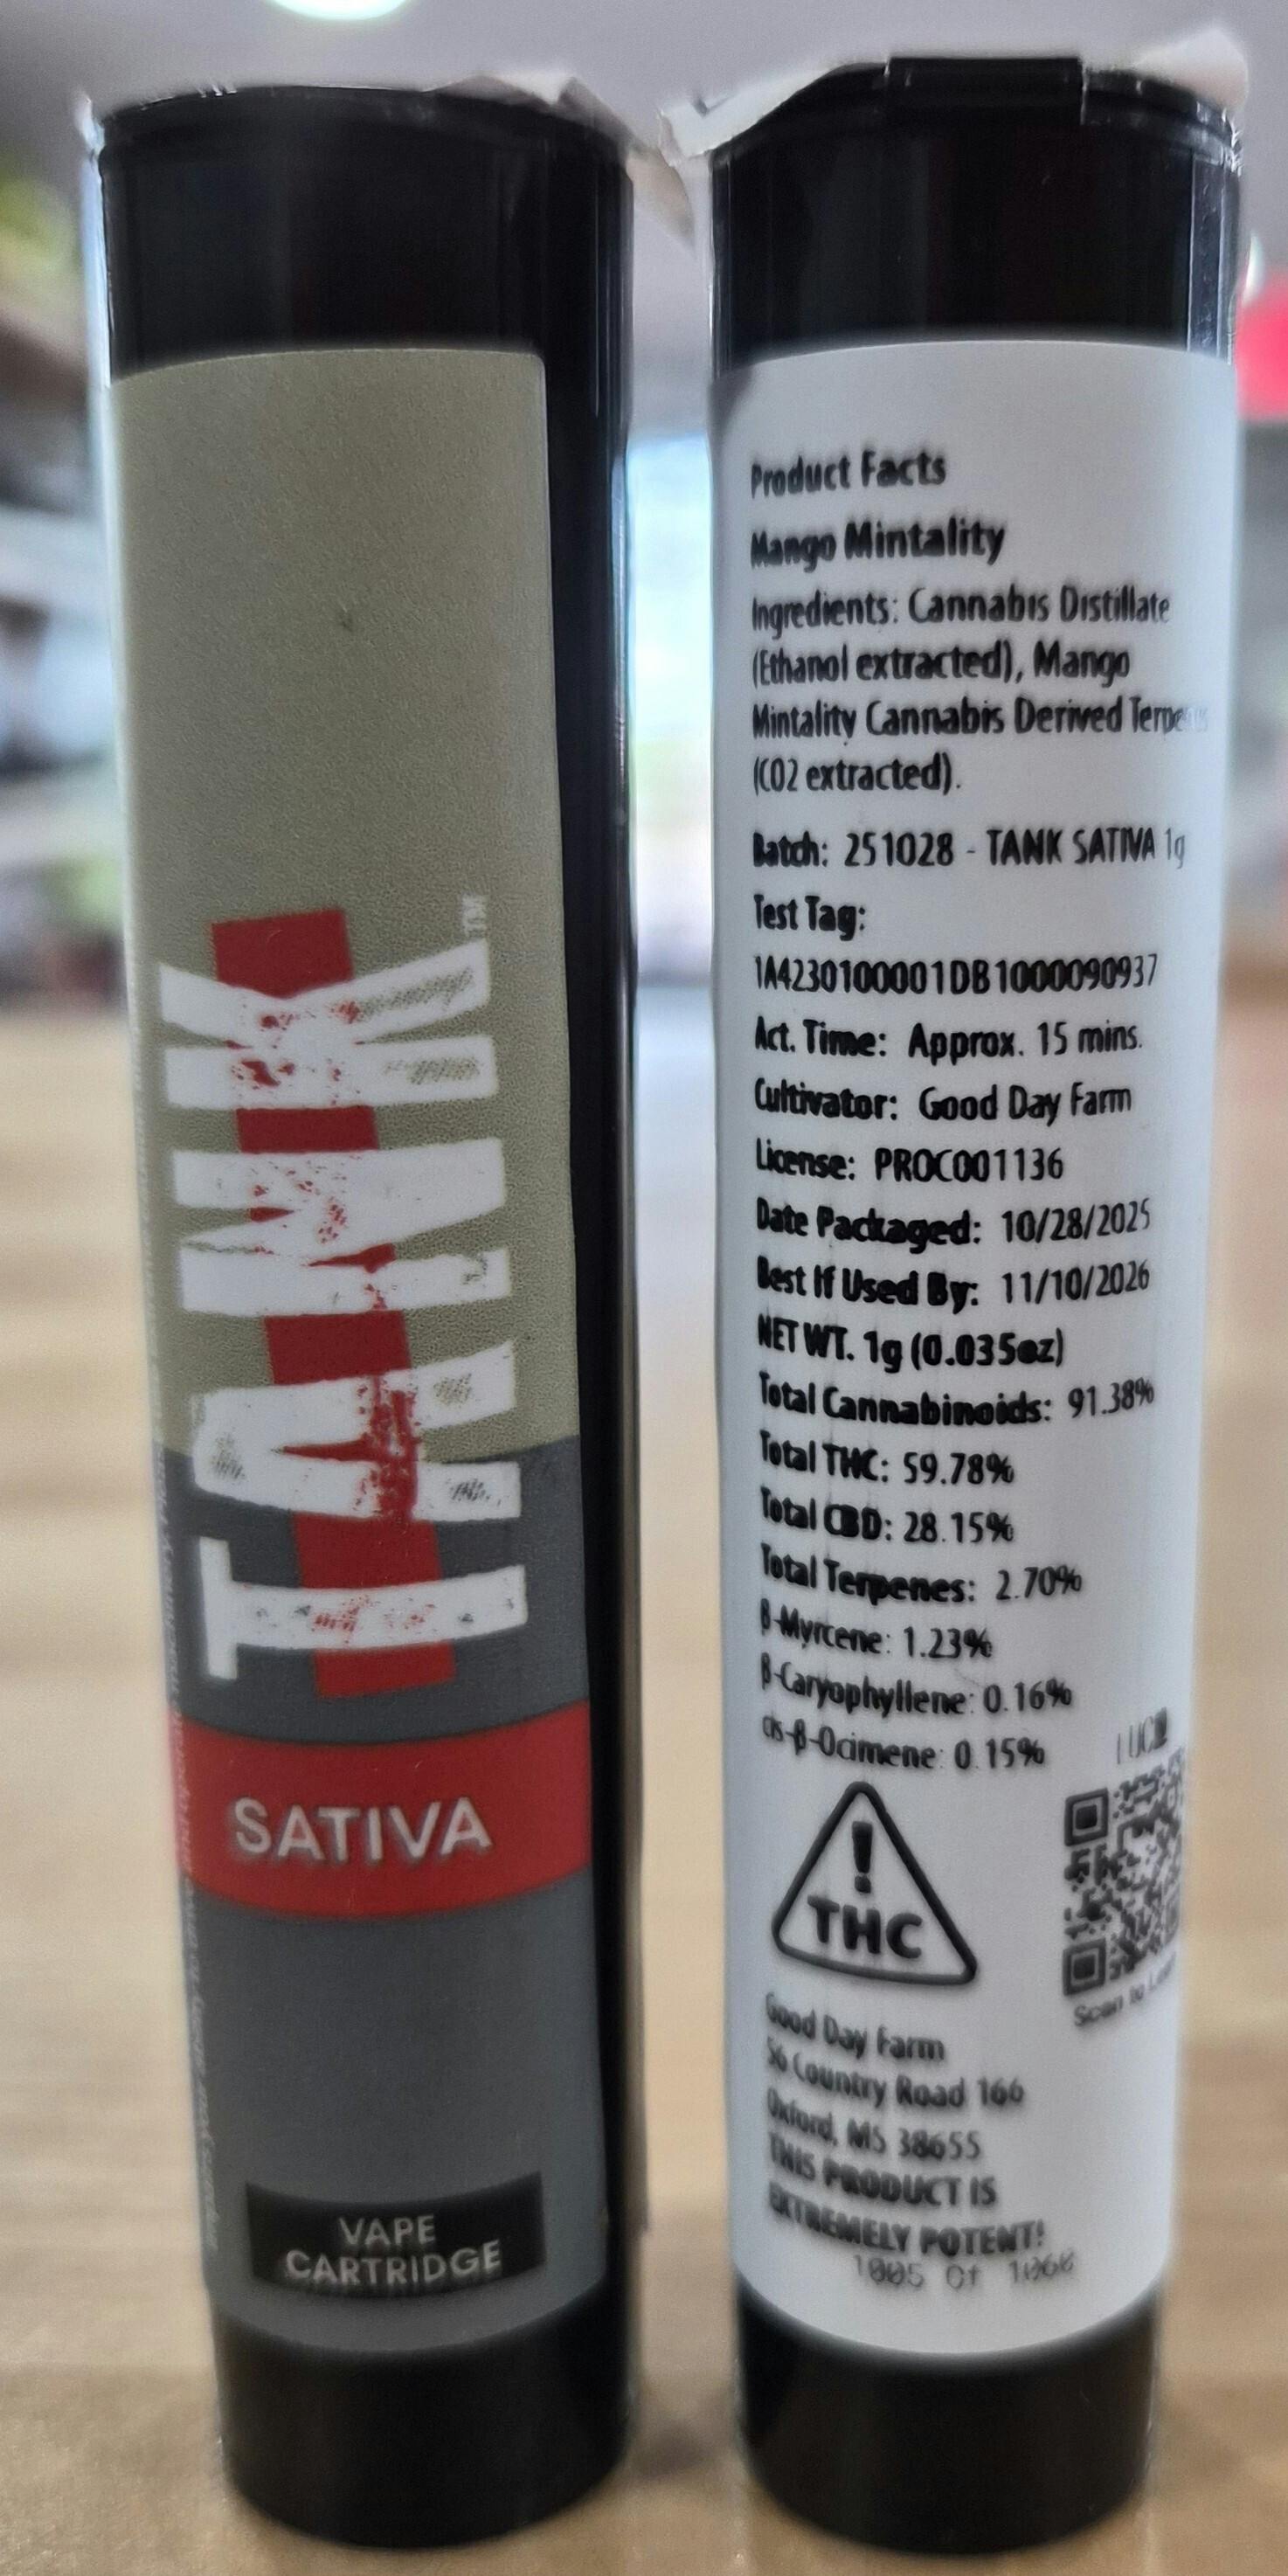 TANK™
SATIVA
VAPE
CARTRIDGE
Product Facts
Mango Mintality
Ingredients: Cannabis Distillate
(Ethanol extracted), Mango
Mintality Cannabis Derived
(CO2 extracted).
Batch: 251028 - TANK SATIVA 1g
Test Tag:
1A4230100001DB1000090937
Act. Time: Approx. 15 mins.
Cultivator: Good Day Farm
License: PROC001136
Date Packaged: 10/28/2025
Best If Used By: 11/10/2026
NET WT. 1g (0.035oz)
Total Cannabinoids: 91.38%
Total THC: 59.78%
Total CBD: 28.15%
Total Terpenes: 2.70%
β-Myrcene: 1.23%
β-Caryophyllene: 0.16%
cis-β-Ocimene: 0.15%
THC
Scan to
Good Day Farm
56 Country Road 166
Oxford, MS 38655
THIS PRODUCT IS
EXTREMELY POTENT!
1005 Of 1060